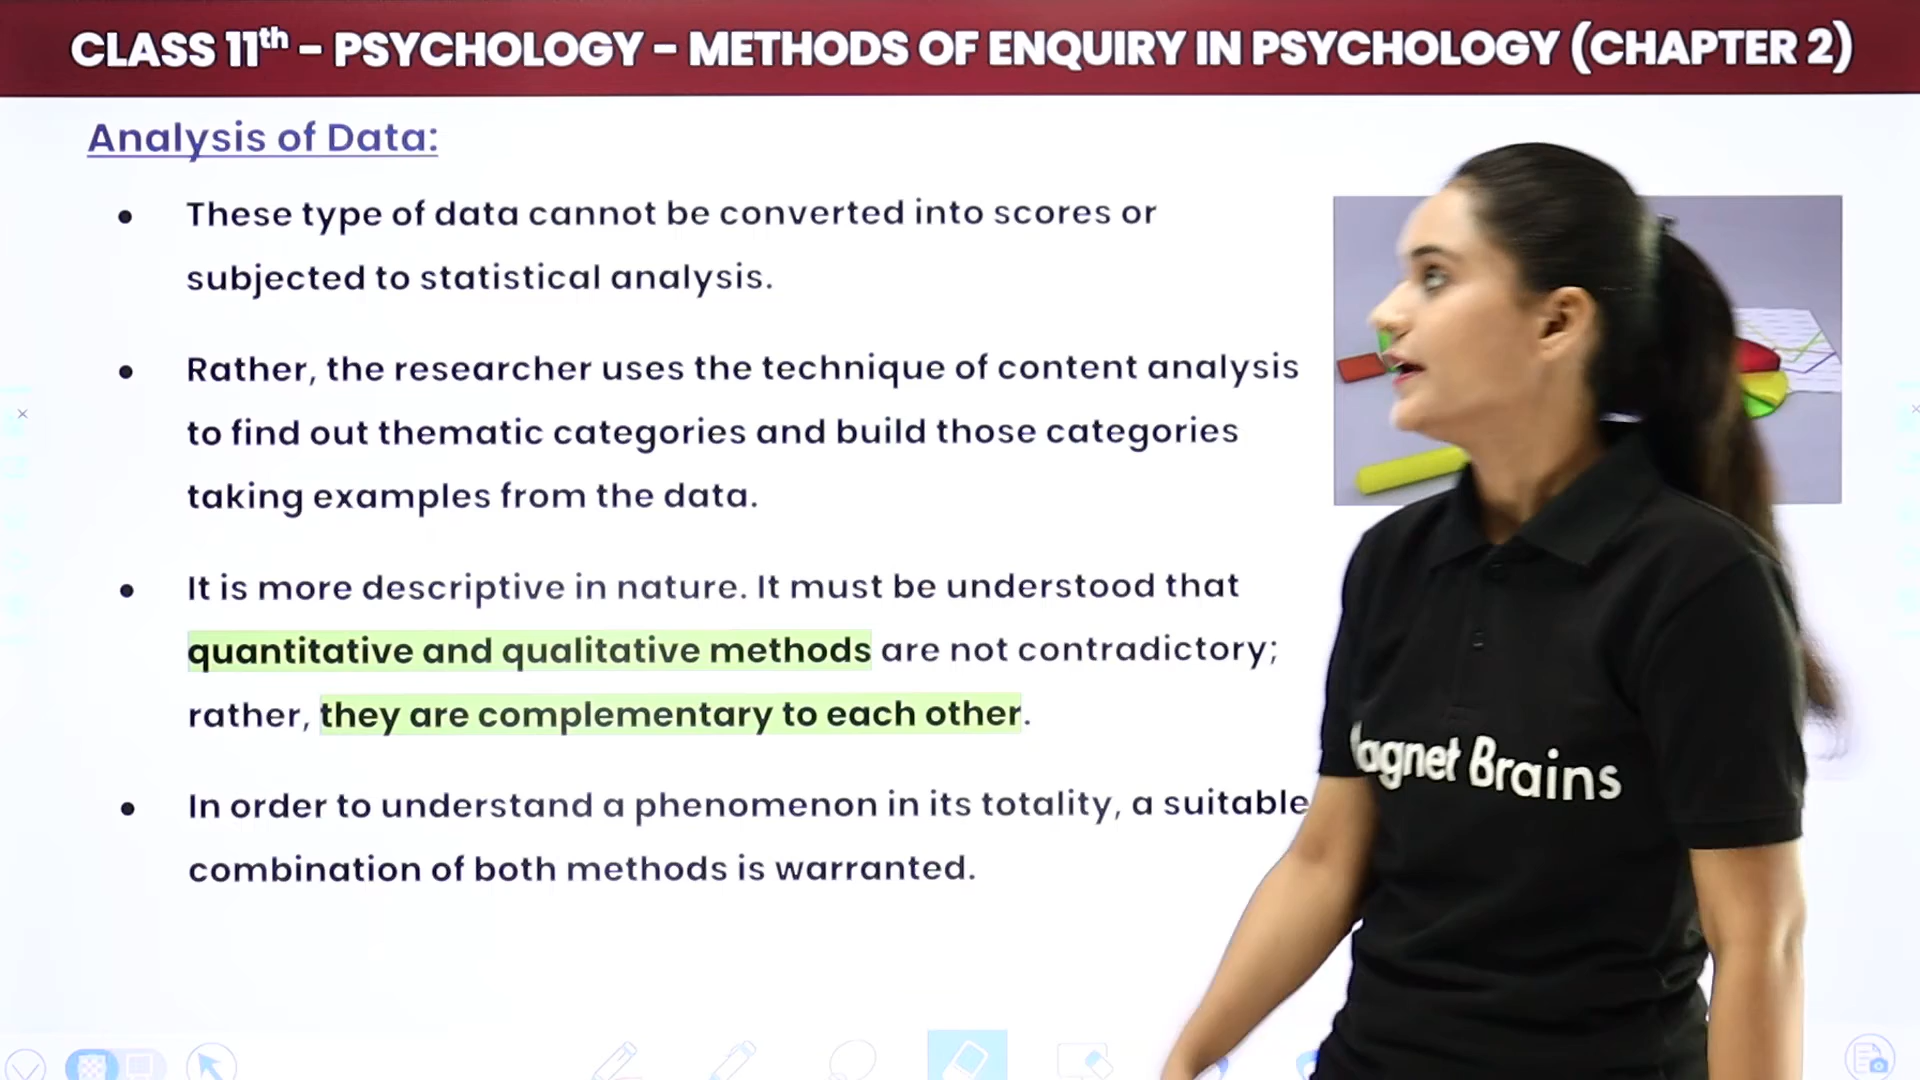 CLASS 11th – PSYCHOLOGY – METHODS OF ENQUIRY IN PSYCHOLOGY (CHAPTER 2)
Analysis of Data:
• These type of data cannot be converted into scores or
subjected to statistical analysis.
• Rather, the researcher uses the technique of content analysis
to find out thematic categories and build those categories
taking examples from the data.
• It is more descriptive in nature. It must be understood that
quantitative and qualitative methods are not contradictory;
rather, they are complementary to each other.
• In order to understand a phenomenon in its totality, a suitable
combination of both methods is warranted.
agnet Brains